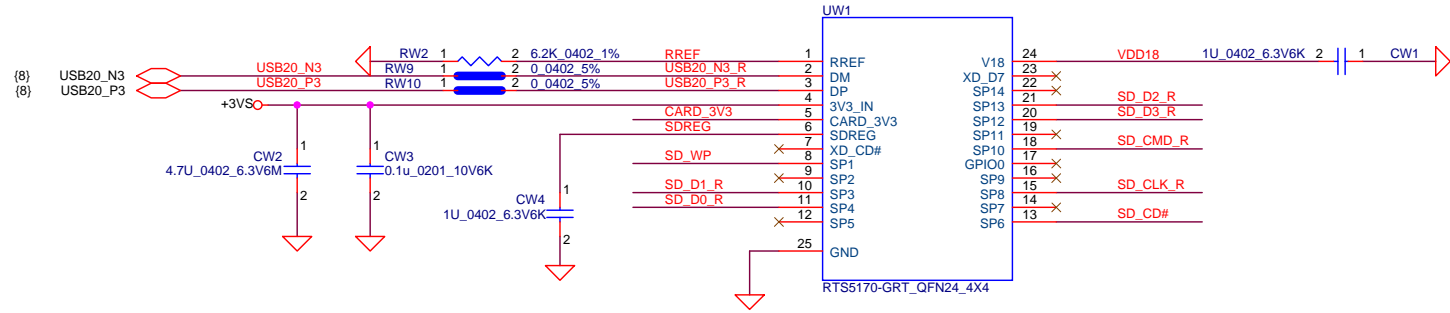 UW1
RW2 1 2 6.2K_0402_1% RREF 1 RREF V18 24 VDD18 1U_0402_6.3V6K 2 1 CW1
{8} USB20_N3 USB20_N3 RW9 1 2 0_0402_5% USB20_N3_R 2 DM XD_D7 23
{8} USB20_P3 USB20_P3 RW10 1 2 0_0402_5% USB20_P3_R 3 DP SP14 22
+3VS 4 3V3_IN SP13 21 SD_D2_R
CARD_3V3 5 CARD_3V3 SP12 20 SD_D3_R
SDREG 6 SDREG SP11 19
7 XD_CD# SP10 18 SD_CMD_R
SD_WP 8 SP1 GPIO0 17
9 SP2 SP9 16
SD_D1_R 10 SP3 SP8 15 SD_CLK_R
SD_D0_R 11 SP4 SP7 14
12 SP5 SP6 13 SD_CD#
25 GND
RTS5170-GRT_QFN24_4X4
1
CW2
4.7U_0402_6.3V6M
2
1
CW3
0.1u_0201_10V6K
2
1
CW4
1U_0402_6.3V6K
2